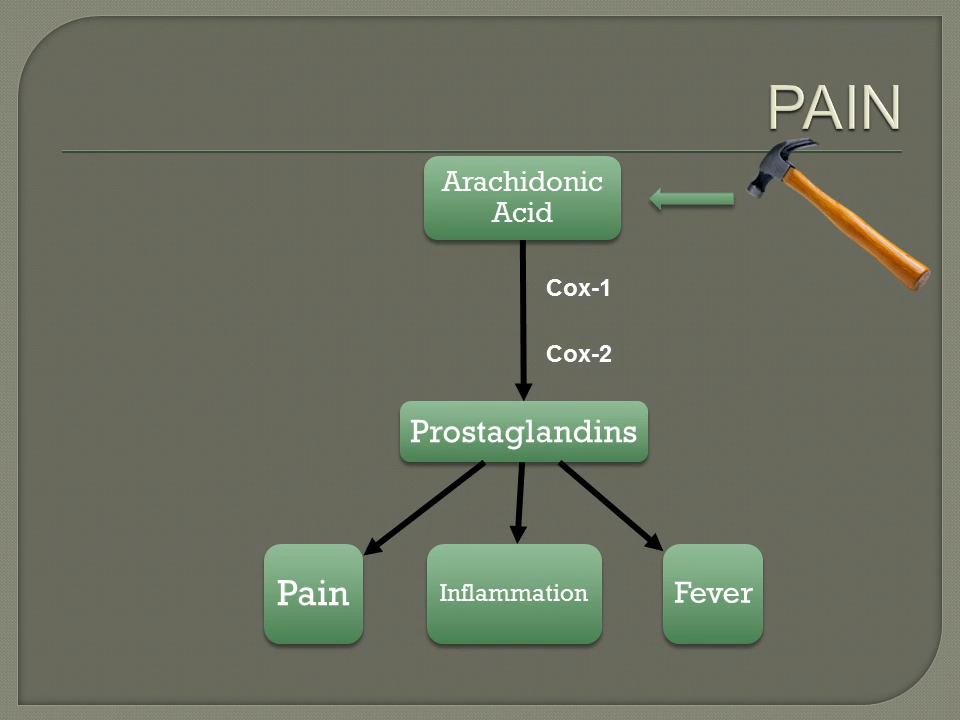 PAIN
Arachidonic
Acid
Cox-1
Cox-2
Prostaglandins
Pain
Inflammation
Fever